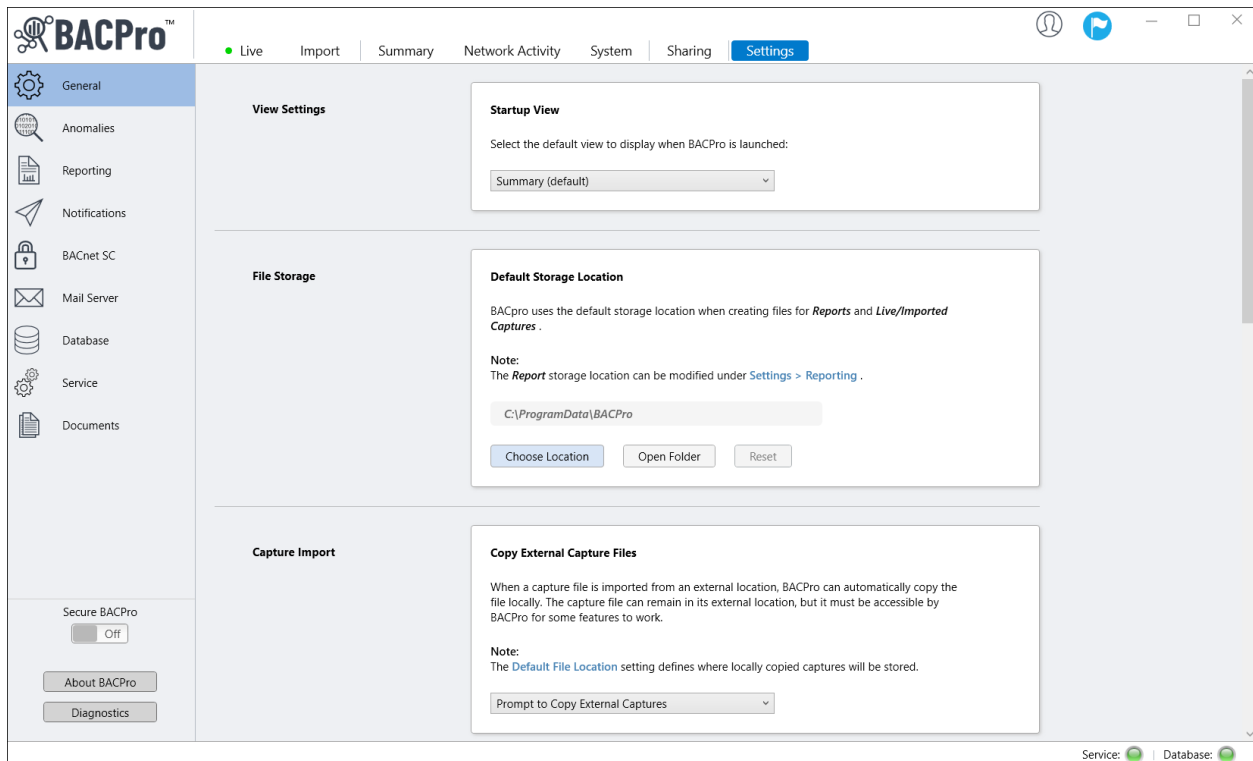 BACPro™
Live
Import
Summary
Network Activity
System
Sharing
Settings
General
Anomalies
Reporting
Notifications
BACnet SC
Mail Server
Database
Service
Documents
Secure BACPro
Off
About BACPro
Diagnostics
View Settings
Startup View
Select the default view to display when BACPro is launched:
Summary (default)
File Storage
Default Storage Location
BACpro uses the default storage location when creating files for Reports and Live/Imported
Captures .
Note:
The Report storage location can be modified under Settings > Reporting .
C:\ProgramData\BACPro
Choose Location
Open Folder
Reset
Capture Import
Copy External Capture Files
When a capture file is imported from an external location, BACPro can automatically copy the
file locally. The capture file can remain in its external location, but it must be accessible by
BACPro for some features to work.
Note:
The Default File Location setting defines where locally copied captures will be stored.
Prompt to Copy External Captures
Service:
Database: